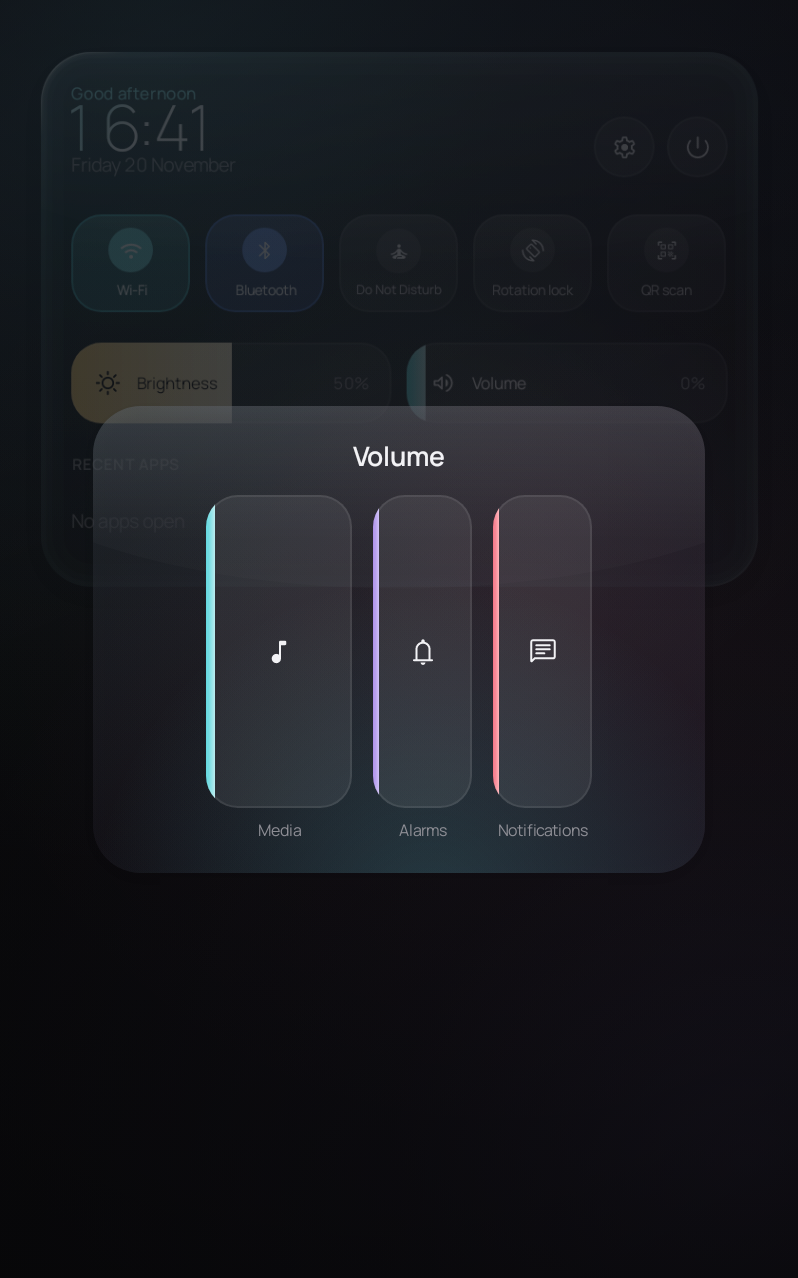 Good afternoon
16:41
Friday 20 November
Wi-Fi
Bluetooth
Do Not Disturb
Rotation lock
QR scan
Brightness
50%
Volume
0%
RECENT APPS
No apps open
Volume
Media
Alarms
Notifications